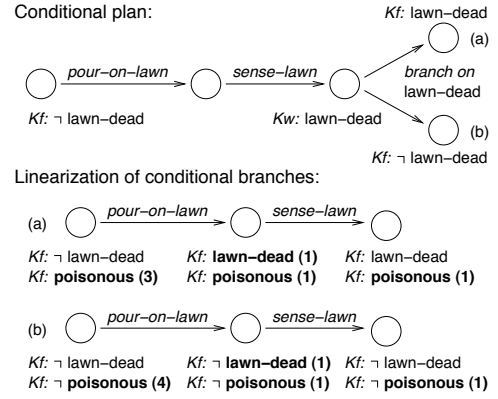 Conditional plan:
Kf: lawn−dead
(a)
pour−on−lawn
sense−lawn
branch on
lawn−dead
Kf: ¬ lawn−dead
Kw: lawn−dead
(b)
Kf: ¬ lawn−dead
Linearization of conditional branches:
(a)
pour−on−lawn
sense−lawn
Kf: ¬ lawn−dead
Kf: lawn−dead (1)
Kf: lawn−dead
Kf: poisonous (3)
Kf: poisonous (1)
Kf: poisonous (1)
(b)
pour−on−lawn
sense−lawn
Kf: ¬ lawn−dead
Kf: ¬ lawn−dead (1)
Kf: ¬ lawn−dead
Kf: ¬ poisonous (4)
Kf: ¬ poisonous (1)
Kf: ¬ poisonous (1)